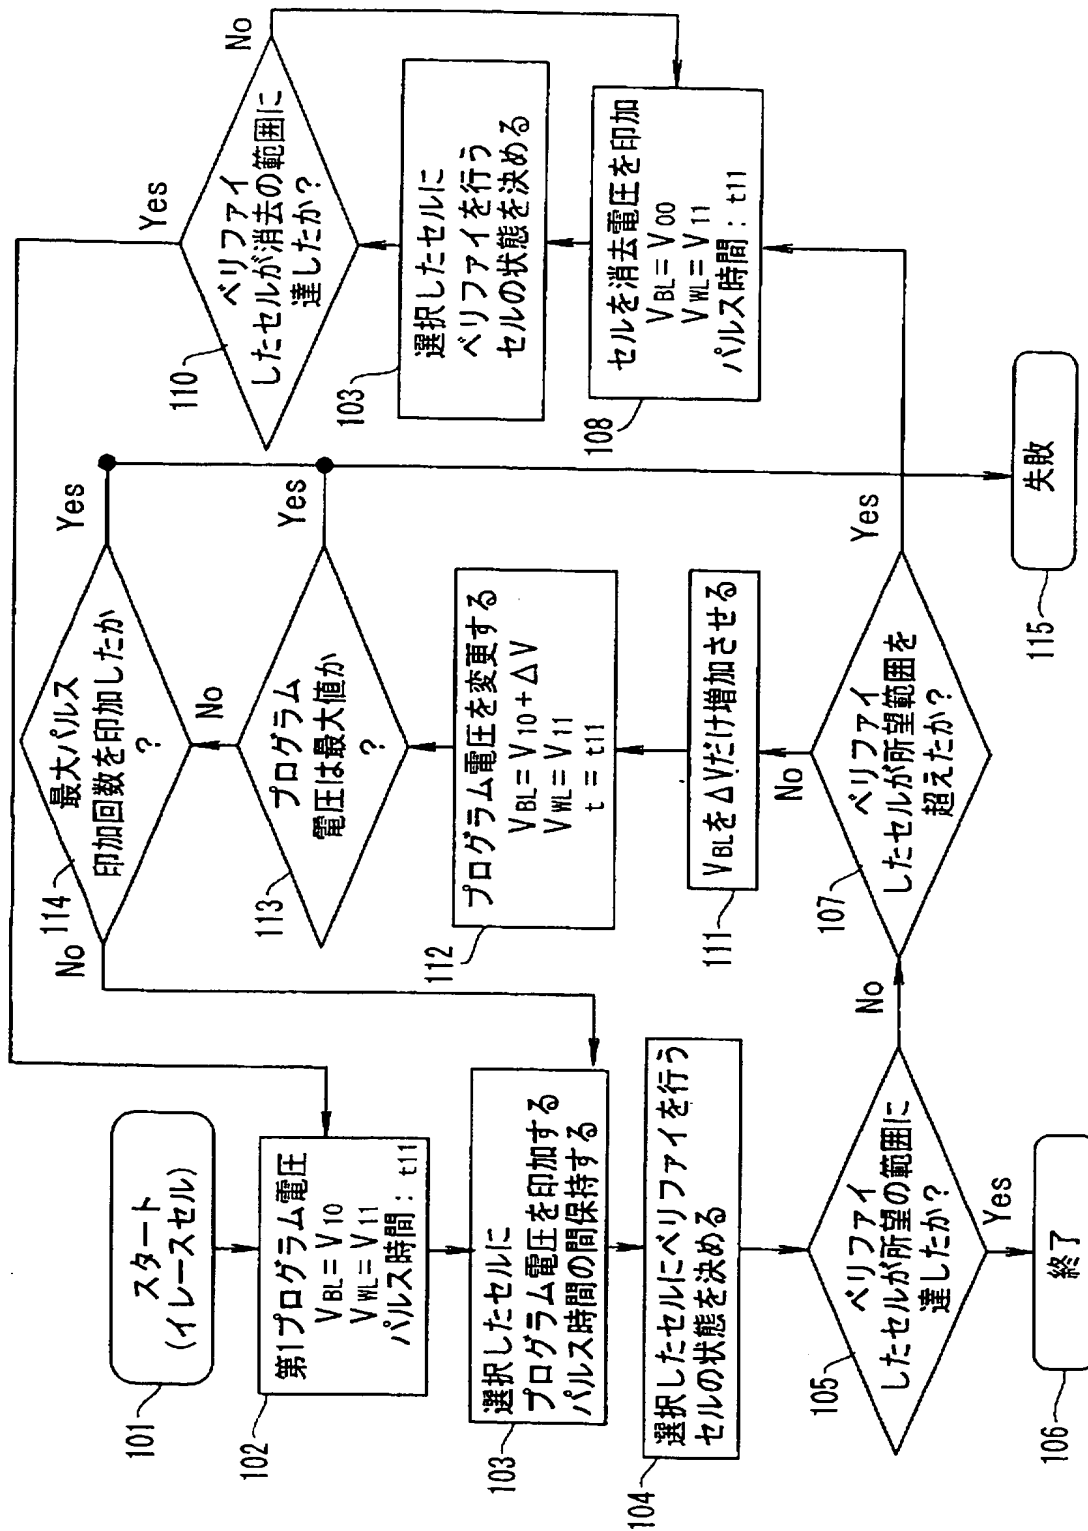 スタート
(イレースセル)
101
第1プログラム電圧
VBL=V10
VWL=V11
パルス時間：t11
102
選択したセルに
プログラム電圧を印加する
パルス時間の間保持する
103
選択したセルにベリファイを行う
セルの状態を決める
104
ベリファイ
したセルが所望の範囲に
達したか？
105
Yes
No
終了
106
最大パルス
印加回数を印加したか
？
114
No
Yes
プログラム
電圧は最大値か
？
113
No
Yes
プログラム電圧を変更する
VBL=V10+ΔV
VWL=V11
t=t11
112
VBLをΔVだけ増加させる
111
ベリファイ
したセルが所望範囲を
超えたか？
107
No
Yes
失敗
115
ベリファイ
したセルが消去の範囲に
達したか？
110
Yes
No
選択したセルに
ベリファイを行う
セルの状態を決める
103
セルを消去電圧を印加
VBL=V00
VWL=V11
パルス時間：t11
108